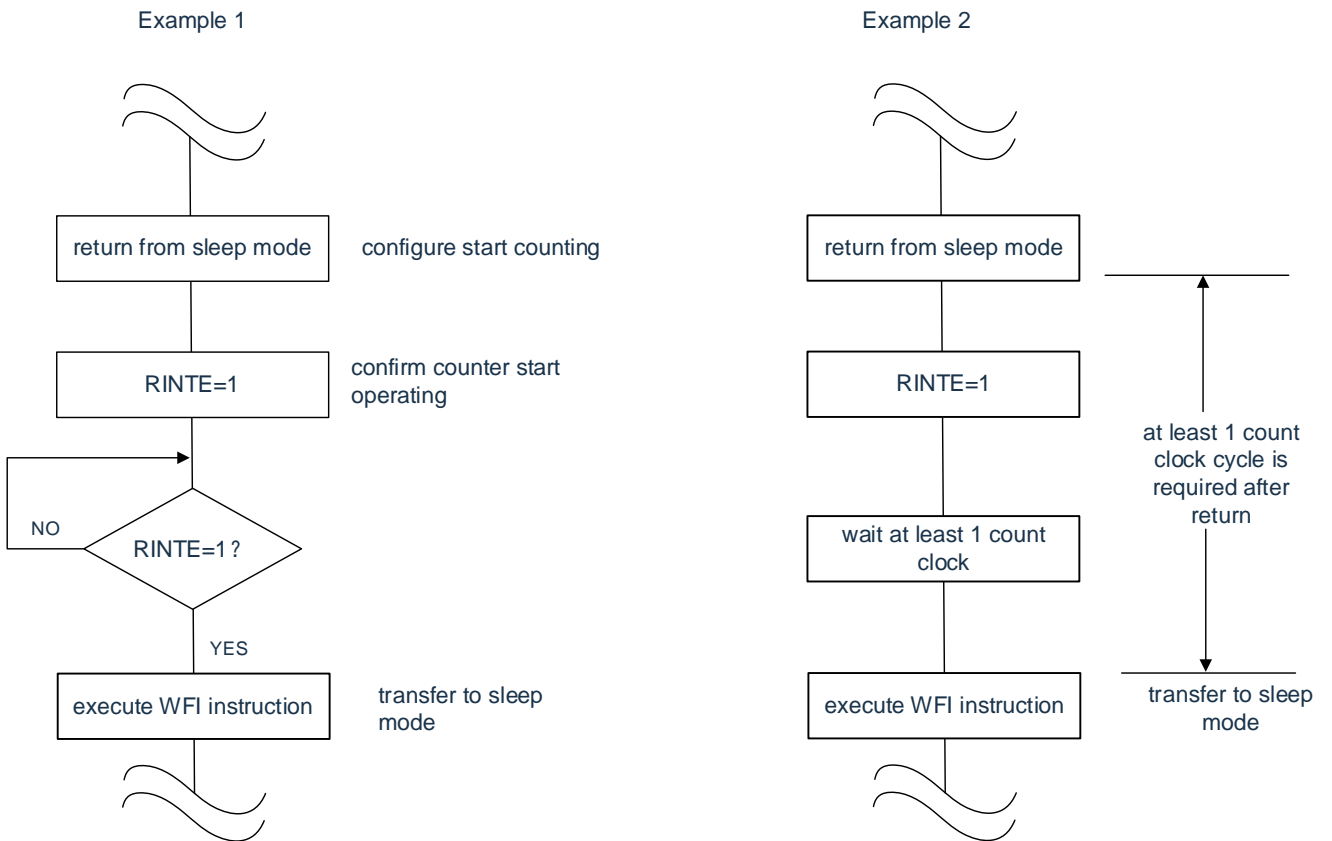 Example 1
return from sleep mode
configure start counting
RINTE=1
confirm counter start
operating
NO
RINTE=1?
YES
execute WFI instruction
transfer to sleep
mode
Example 2
return from sleep mode
RINTE=1
at least 1 count
clock cycle is
required after
return
wait at least 1 count
clock
execute WFI instruction
transfer to sleep
mode